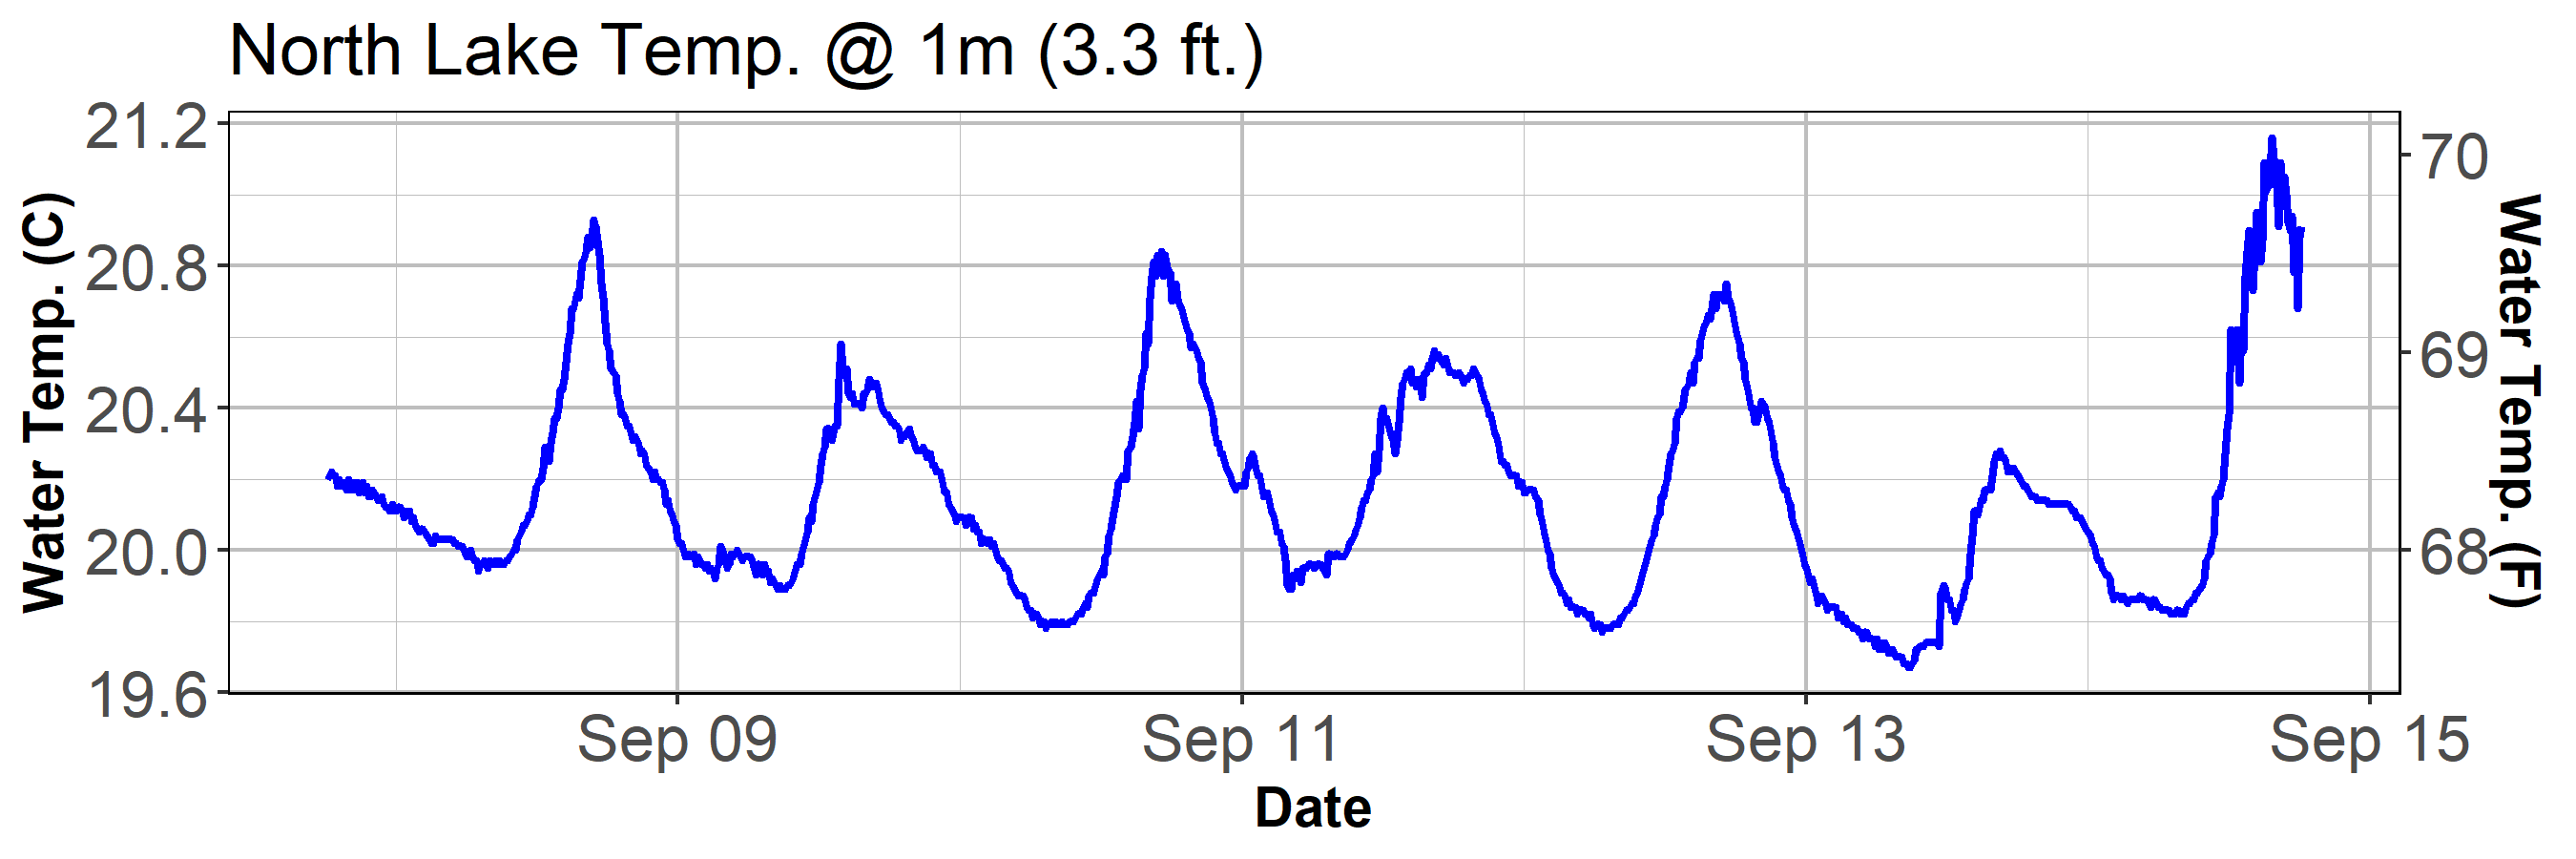 North Lake Temp. @ 1m (3.3 ft.)
Water Temp. (C)
21.2
20.8
20.4
20.0
19.6
70
69
68
Water Temp. (F)
Sep 09
Sep 11
Sep 13
Sep 15
Date